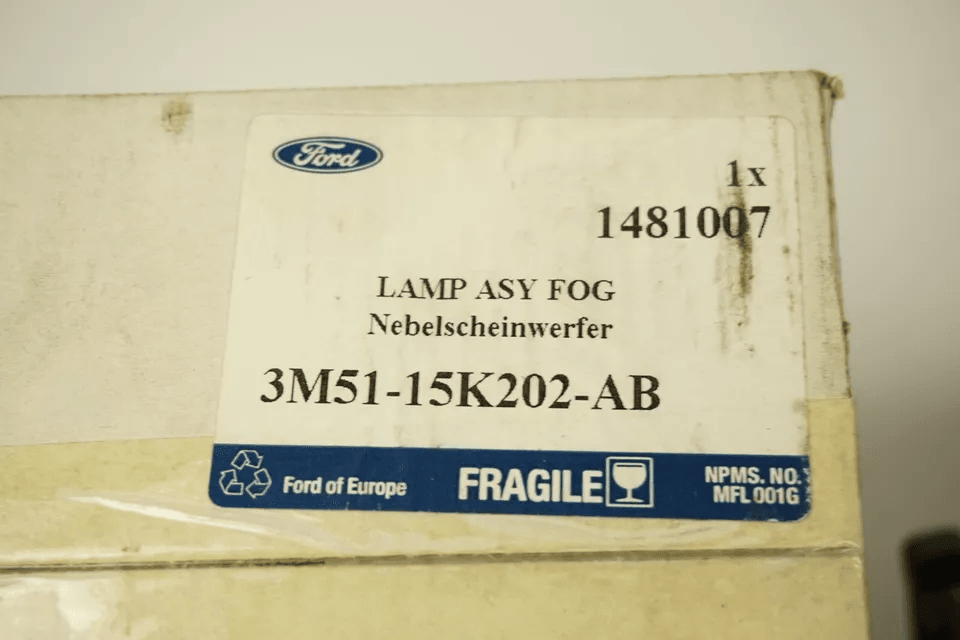 Ford
1x
1481007
LAMP ASY FOG
Nebelscheinwerfer
3M51-15K202-AB
Ford of Europe
FRAGILE
NPMS. NO.
MFL 001G